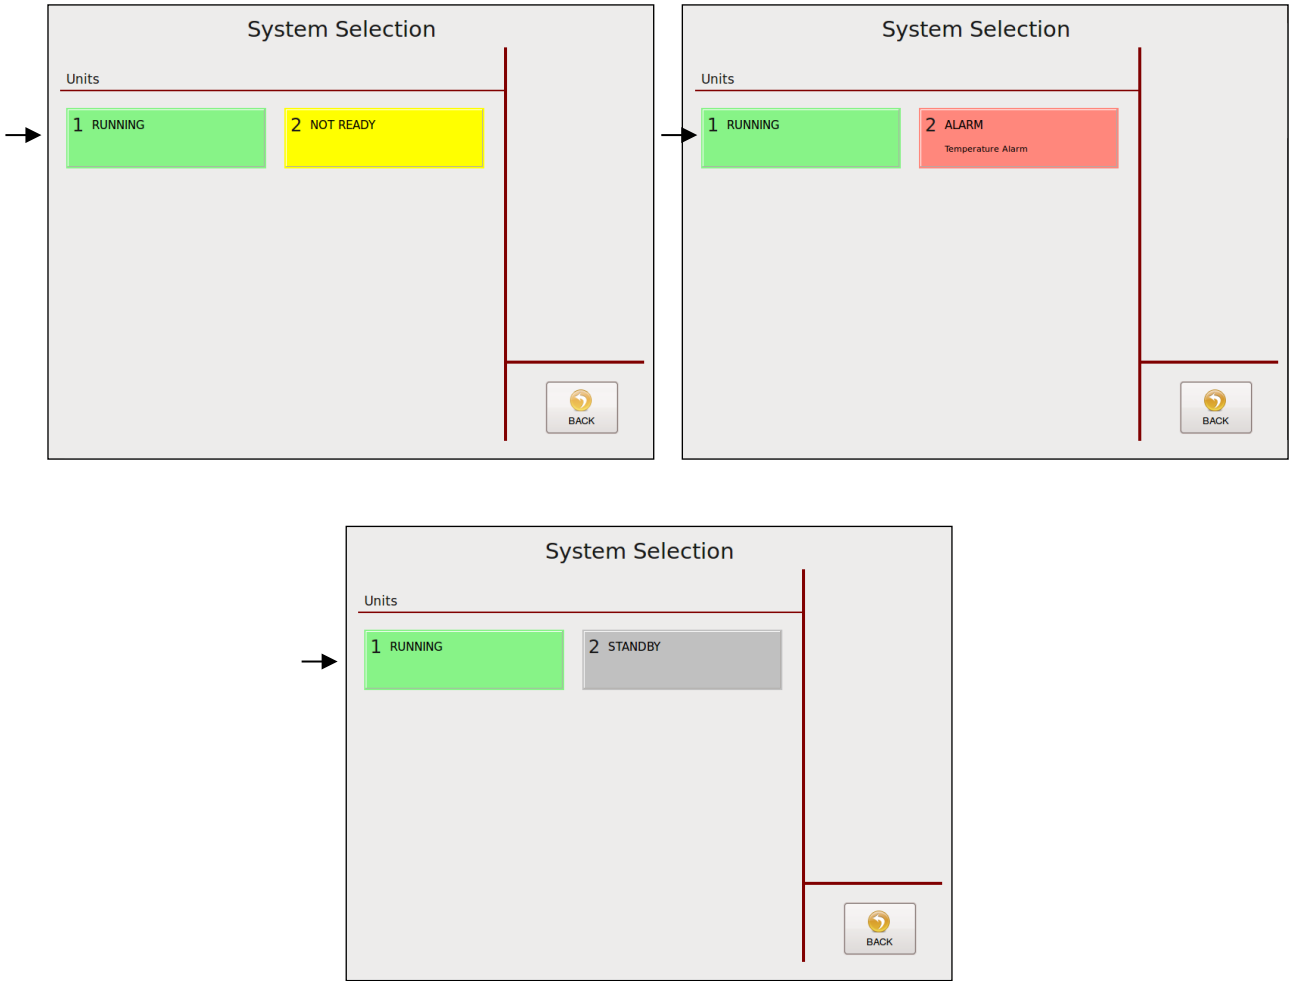 System Selection
Units
1 RUNNING
2 NOT READY
BACK
System Selection
Units
1 RUNNING
2 ALARM
Temperature Alarm
BACK
System Selection
Units
1 RUNNING
2 STANDBY
BACK